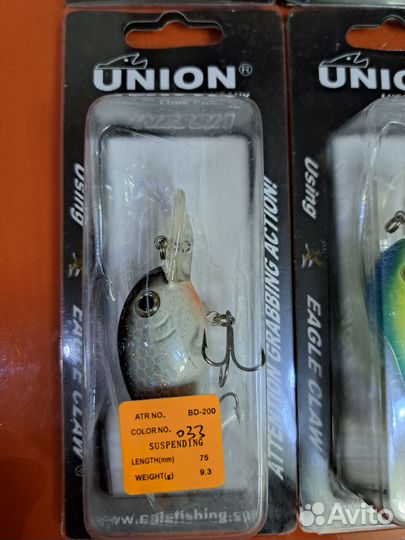 UNION®
Using
EAGLE CLAW®
ATTENTION GRABBING ACTION!
ATR NO. BD-200
COLOR NO. 033
SUSPENDING
LENGTH(mm) 75
WEIGHT(g) 9.3
UNION
Using
EAGLE CLAW
Avito